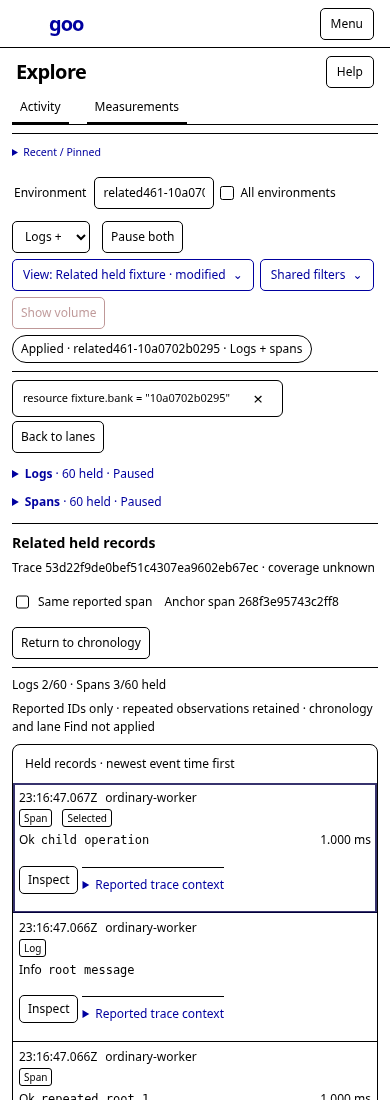 goo
Menu
Explore
Help
Activity
Measurements
▶ Recent / Pinned
Environment
related461-10a070
All environments
Logs +
Pause both
View: Related held fixture · modified ⌄
Shared filters ⌄
Show volume
Applied · related461-10a0702b0295 · Logs + spans
resource fixture.bank = "10a0702b0295" ×
Back to lanes
▶ Logs · 60 held · Paused
▶ Spans · 60 held · Paused
Related held records
Trace 53d22f9de0bef51c4307ea9602eb67ec · coverage unknown
Same reported span Anchor span 268f3e95743c2ff8
Return to chronology
Logs 2/60 · Spans 3/60 held
Reported IDs only · repeated observations retained · chronology
and lane Find not applied
Held records · newest event time first
23:16:47.067Z ordinary-worker
Span Selected
Ok child operation 1.000 ms
Inspect ▶ Reported trace context
23:16:47.066Z ordinary-worker
Log
Info root message
Inspect ▶ Reported trace context
23:16:47.066Z ordinary-worker
Span
Ok repeated root 1 1.000 ms